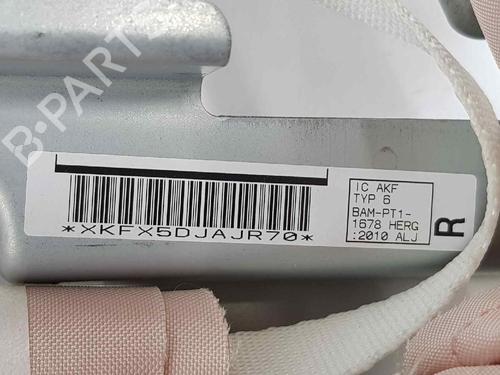 B-PARTS
*XKFX5DJAJR70*
IC AKF
TYP 6
BAM-PT1-
1678 HERG
:2010 ALJ
R